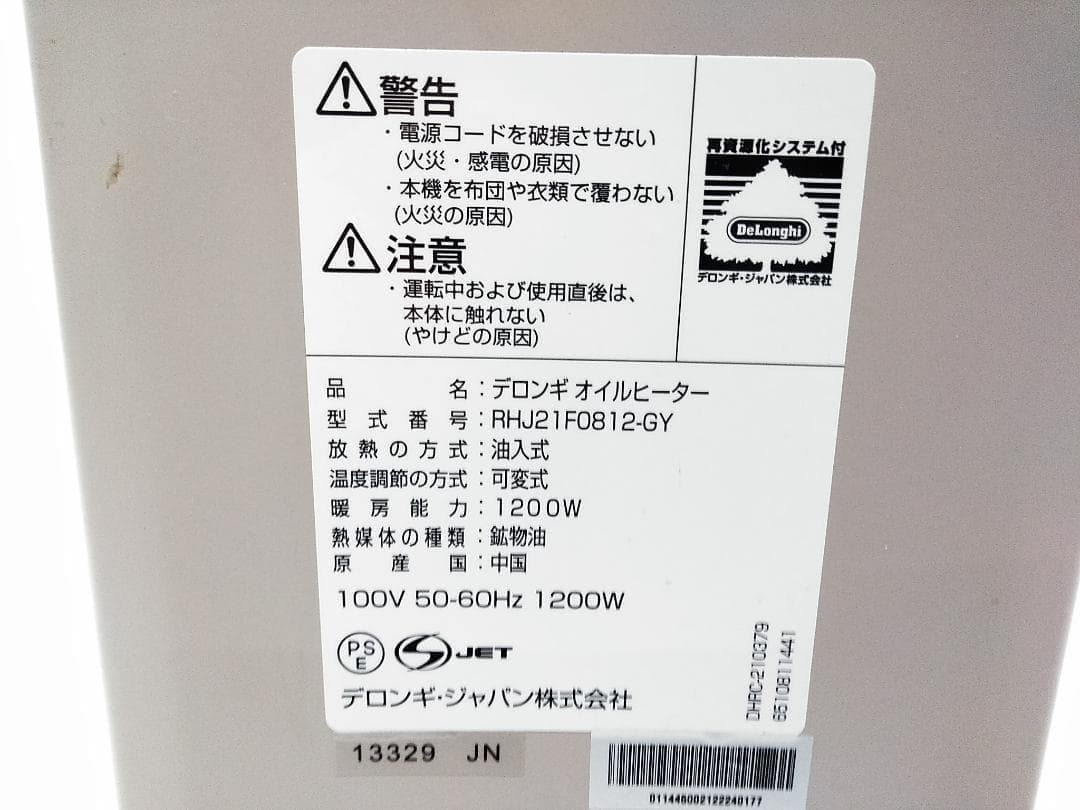 警告
・電源コードを破損させない
(火災・感電の原因)
・本機を布団や衣類で覆わない
(火災の原因)
注意
・運転中および使用直後は、
本体に触れない
(やけどの原因)
再資源化システム付
DeLonghi
デロンギ・ジャパン株式会社
品名：デロンギ オイルヒーター
型式番号：RHJ21F0812-GY
放熱の方式：油入式
温度調節の方式：可変式
暖房能力：1200W
熱媒体の種類：鉱物油
原産国：中国
100V 50-60Hz 1200W
PSE
JET
デロンギ・ジャパン株式会社
DHRC-210379
6510811441
13329 JN
011446002122240177